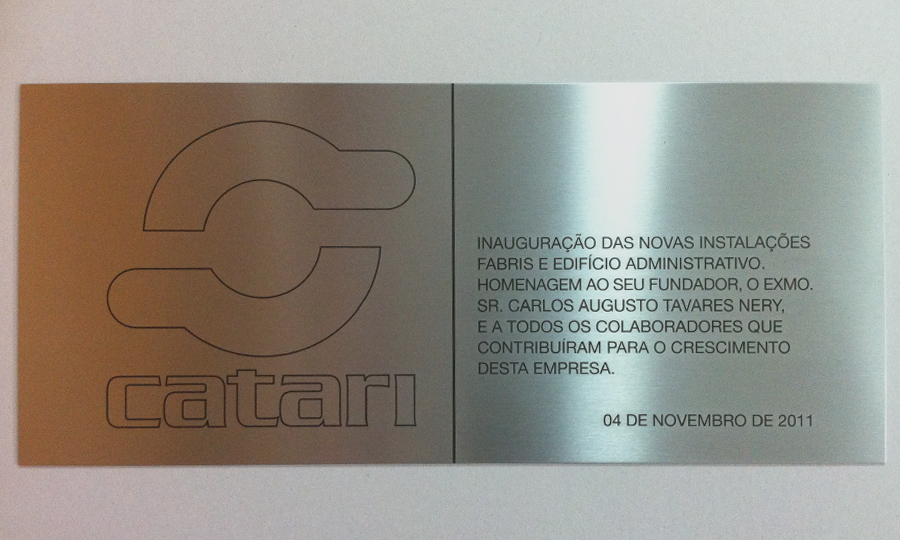 catari
INAUGURAÇÃO DAS NOVAS INSTALAÇÕES
FABRIS E EDIFÍCIO ADMINISTRATIVO.
HOMENAGEM AO SEU FUNDADOR, O EXMO.
SR. CARLOS AUGUSTO TAVARES NERY,
E A TODOS OS COLABORADORES QUE
CONTRIBUÍRAM PARA O CRESCIMENTO
DESTA EMPRESA.
04 DE NOVEMBRO DE 2011